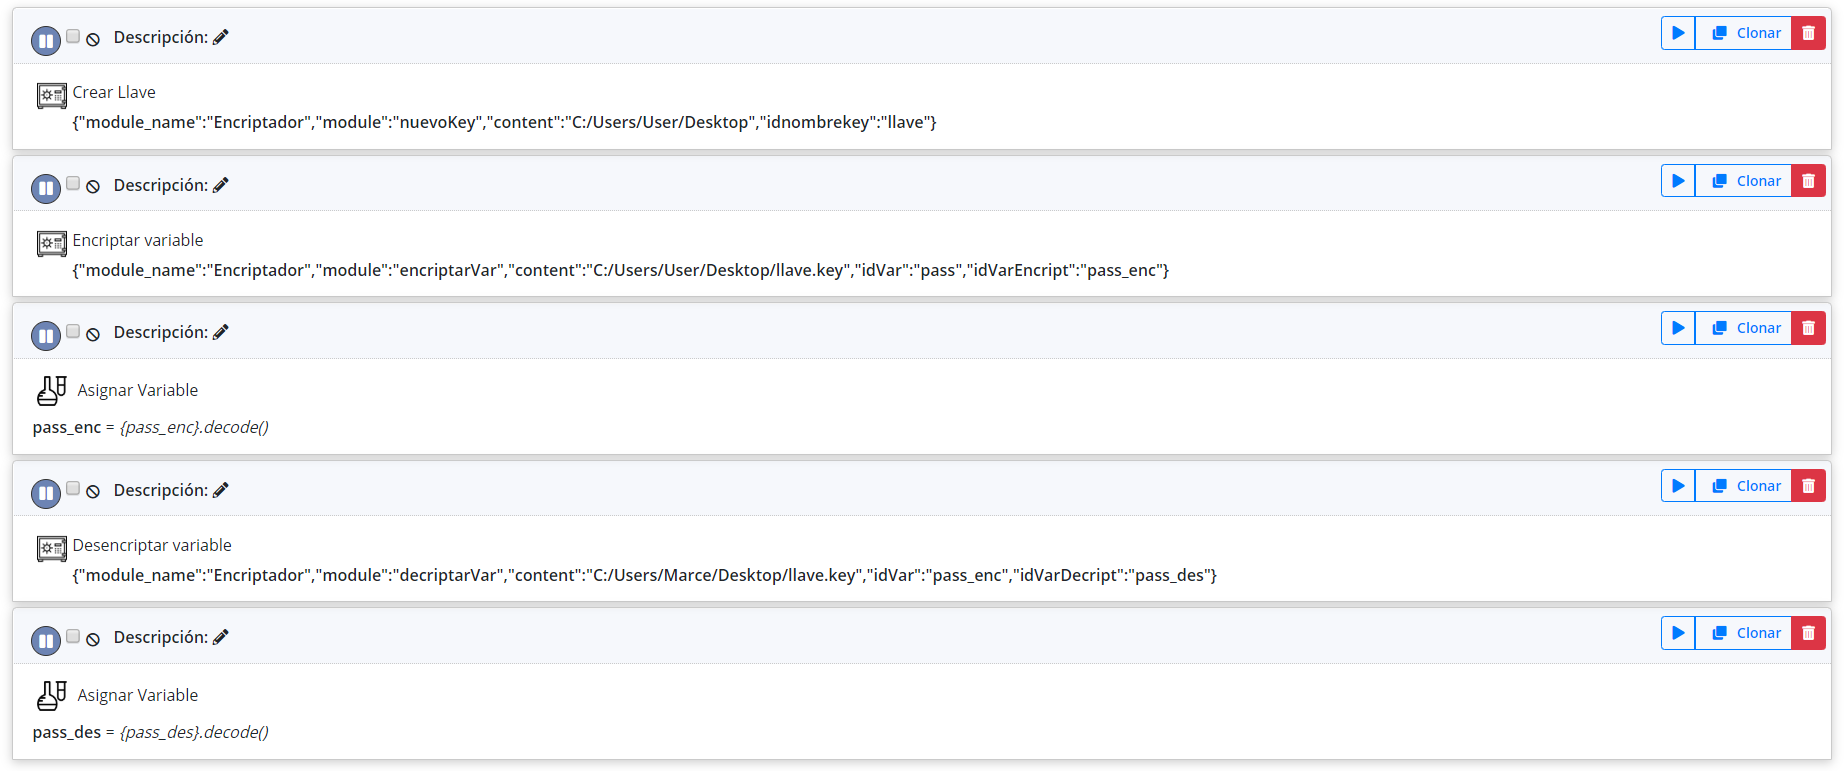 Descripción:
Clonar
Crear Llave
{"module_name":"Encriptador","module":"nuevoKey","content":"C:/Users/User/Desktop","idnombrekey":"llave"}
Descripción:
Clonar
Encriptar variable
{"module_name":"Encriptador","module":"encriptarVar","content":"C:/Users/User/Desktop/llave.key","idVar":"pass","idVarEncript":"pass_enc"}
Descripción:
Clonar
Asignar Variable
pass_enc = {pass_enc}.decode()
Descripción:
Clonar
Desencriptar variable
{"module_name":"Encriptador","module":"decriptarVar","content":"C:/Users/Marce/Desktop/llave.key","idVar":"pass_enc","idVarDecript":"pass_des"}
Descripción:
Clonar
Asignar Variable
pass_des = {pass_des}.decode()